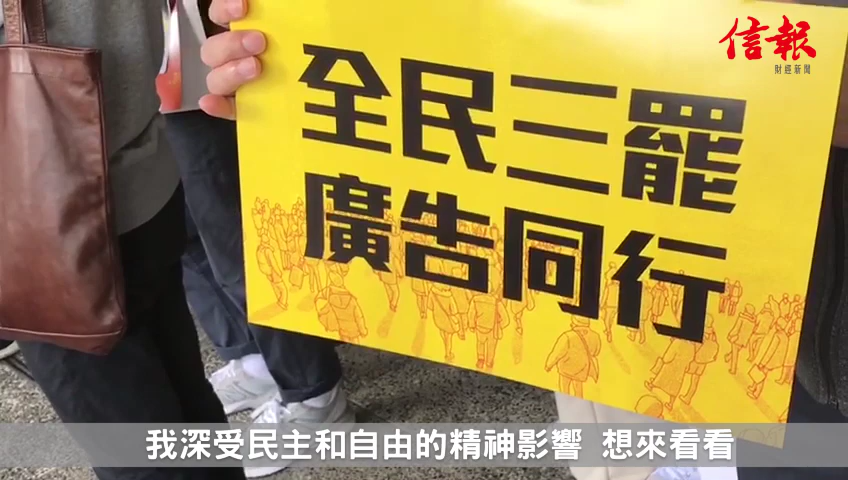 信報
財經新聞
全民三罷
廣告同行
我深受民主和自由的精神影響 想來看看